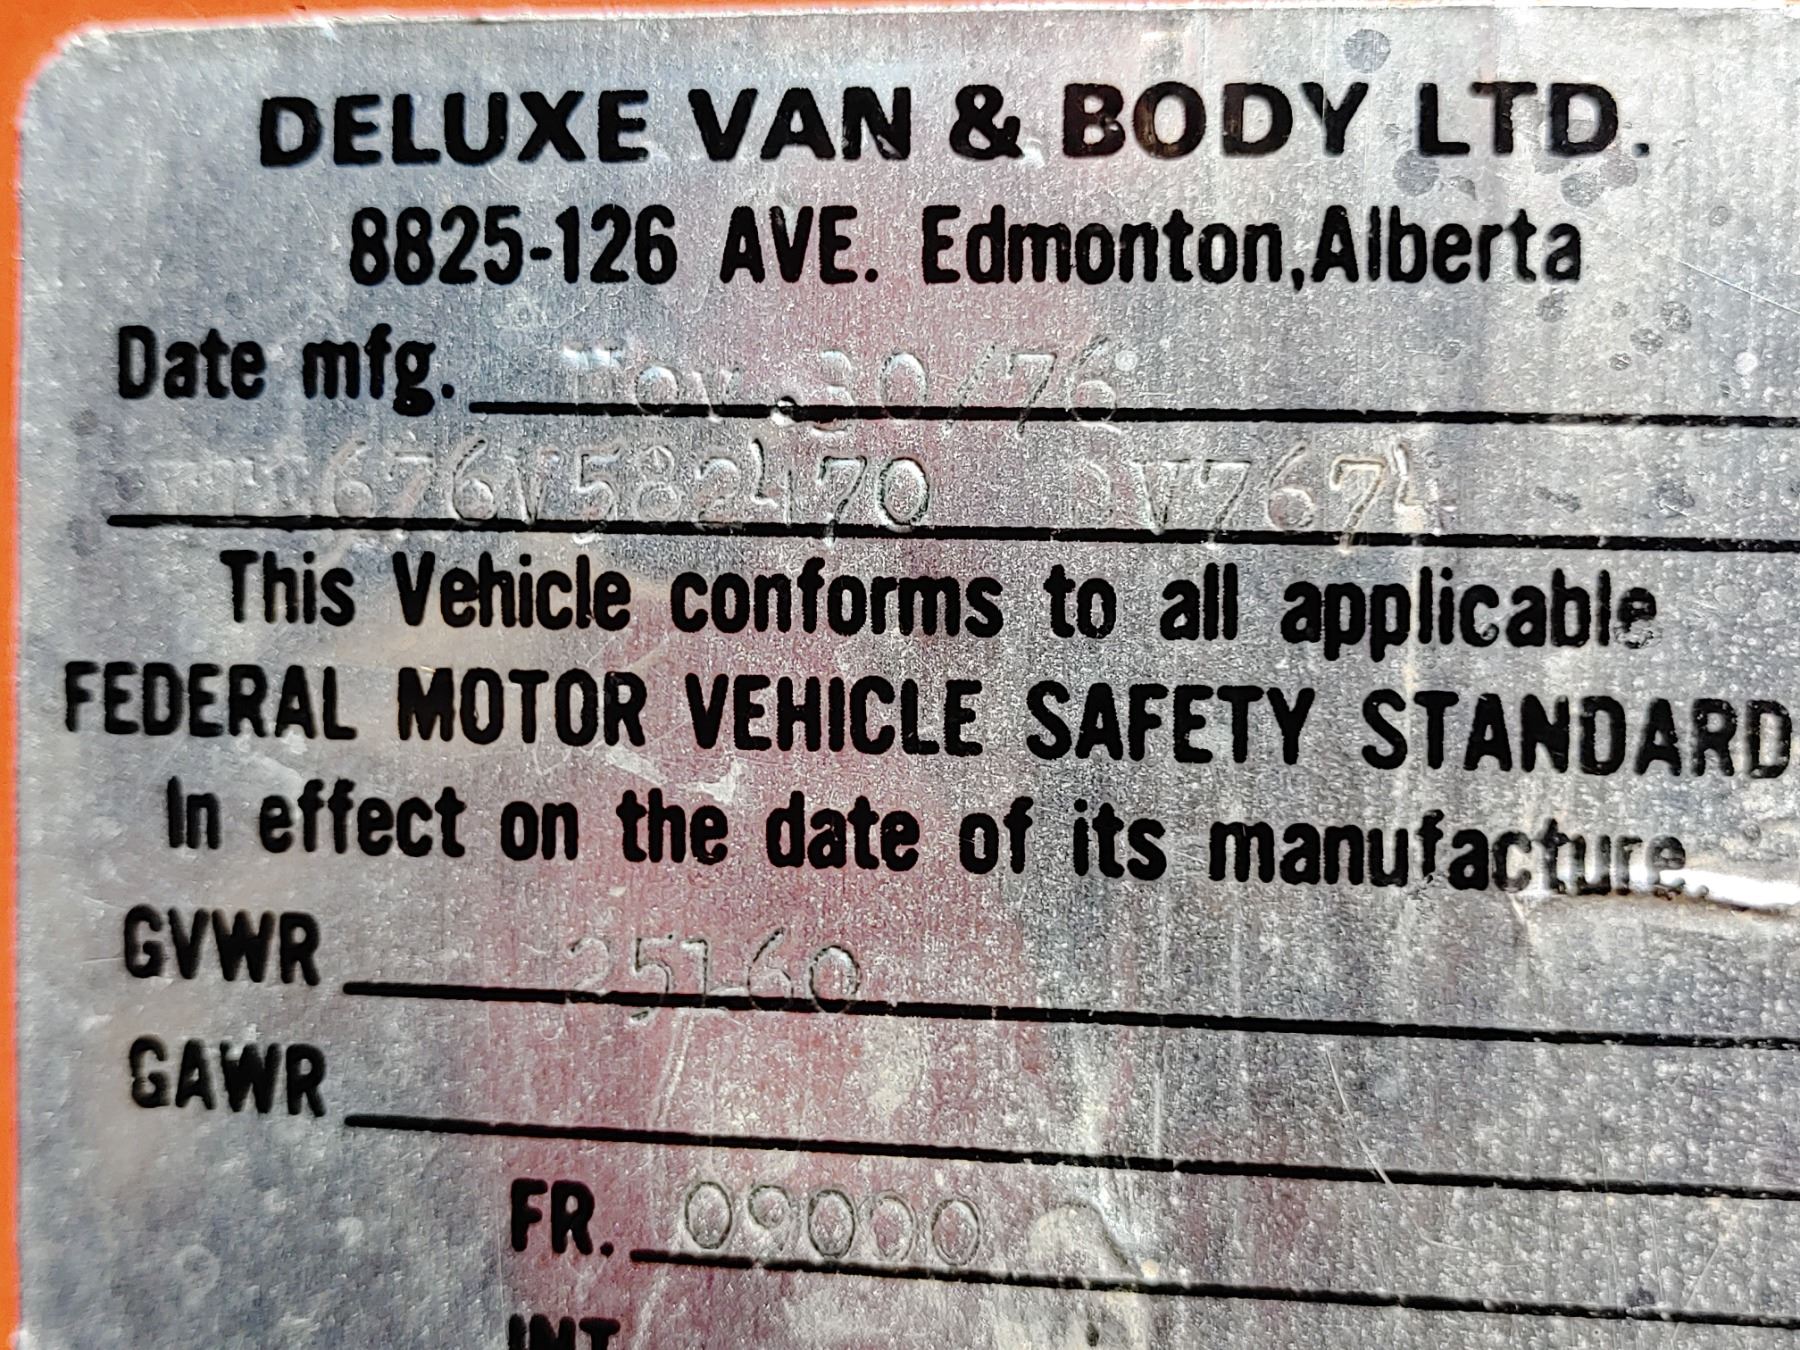 DELUXE VAN & BODY LTD.
8825-126 AVE. Edmonton,Alberta
Date mfg. Nov.30/76
DV7674
This Vehicle conforms to all applicable
FEDERAL MOTOR VEHICLE SAFETY STANDARD
In effect on the date of its manufacture.
GVWR 25160
GAWR
FR. 09000
INT